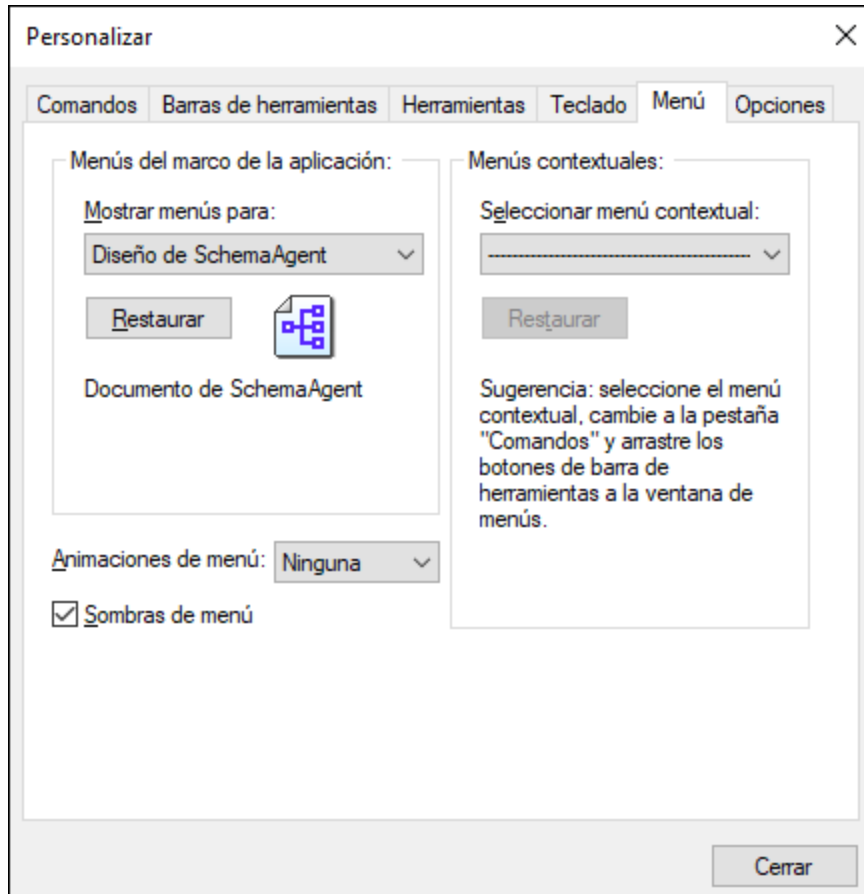 Personalizar
Comandos
Barras de herramientas
Herramientas
Teclado
Menú
Opciones
Menús del marco de la aplicación:
Mostrar menús para:
Diseño de SchemaAgent
Restaurar
Documento de SchemaAgent
Menús contextuales:
Seleccionar menú contextual:
Restaurar
Sugerencia: seleccione el menú
contextual, cambie a la pestaña
"Comandos" y arrastre los
botones de barra de
herramientas a la ventana de
menús.
Animaciones de menú:
Ninguna
Sombras de menú
Cerrar